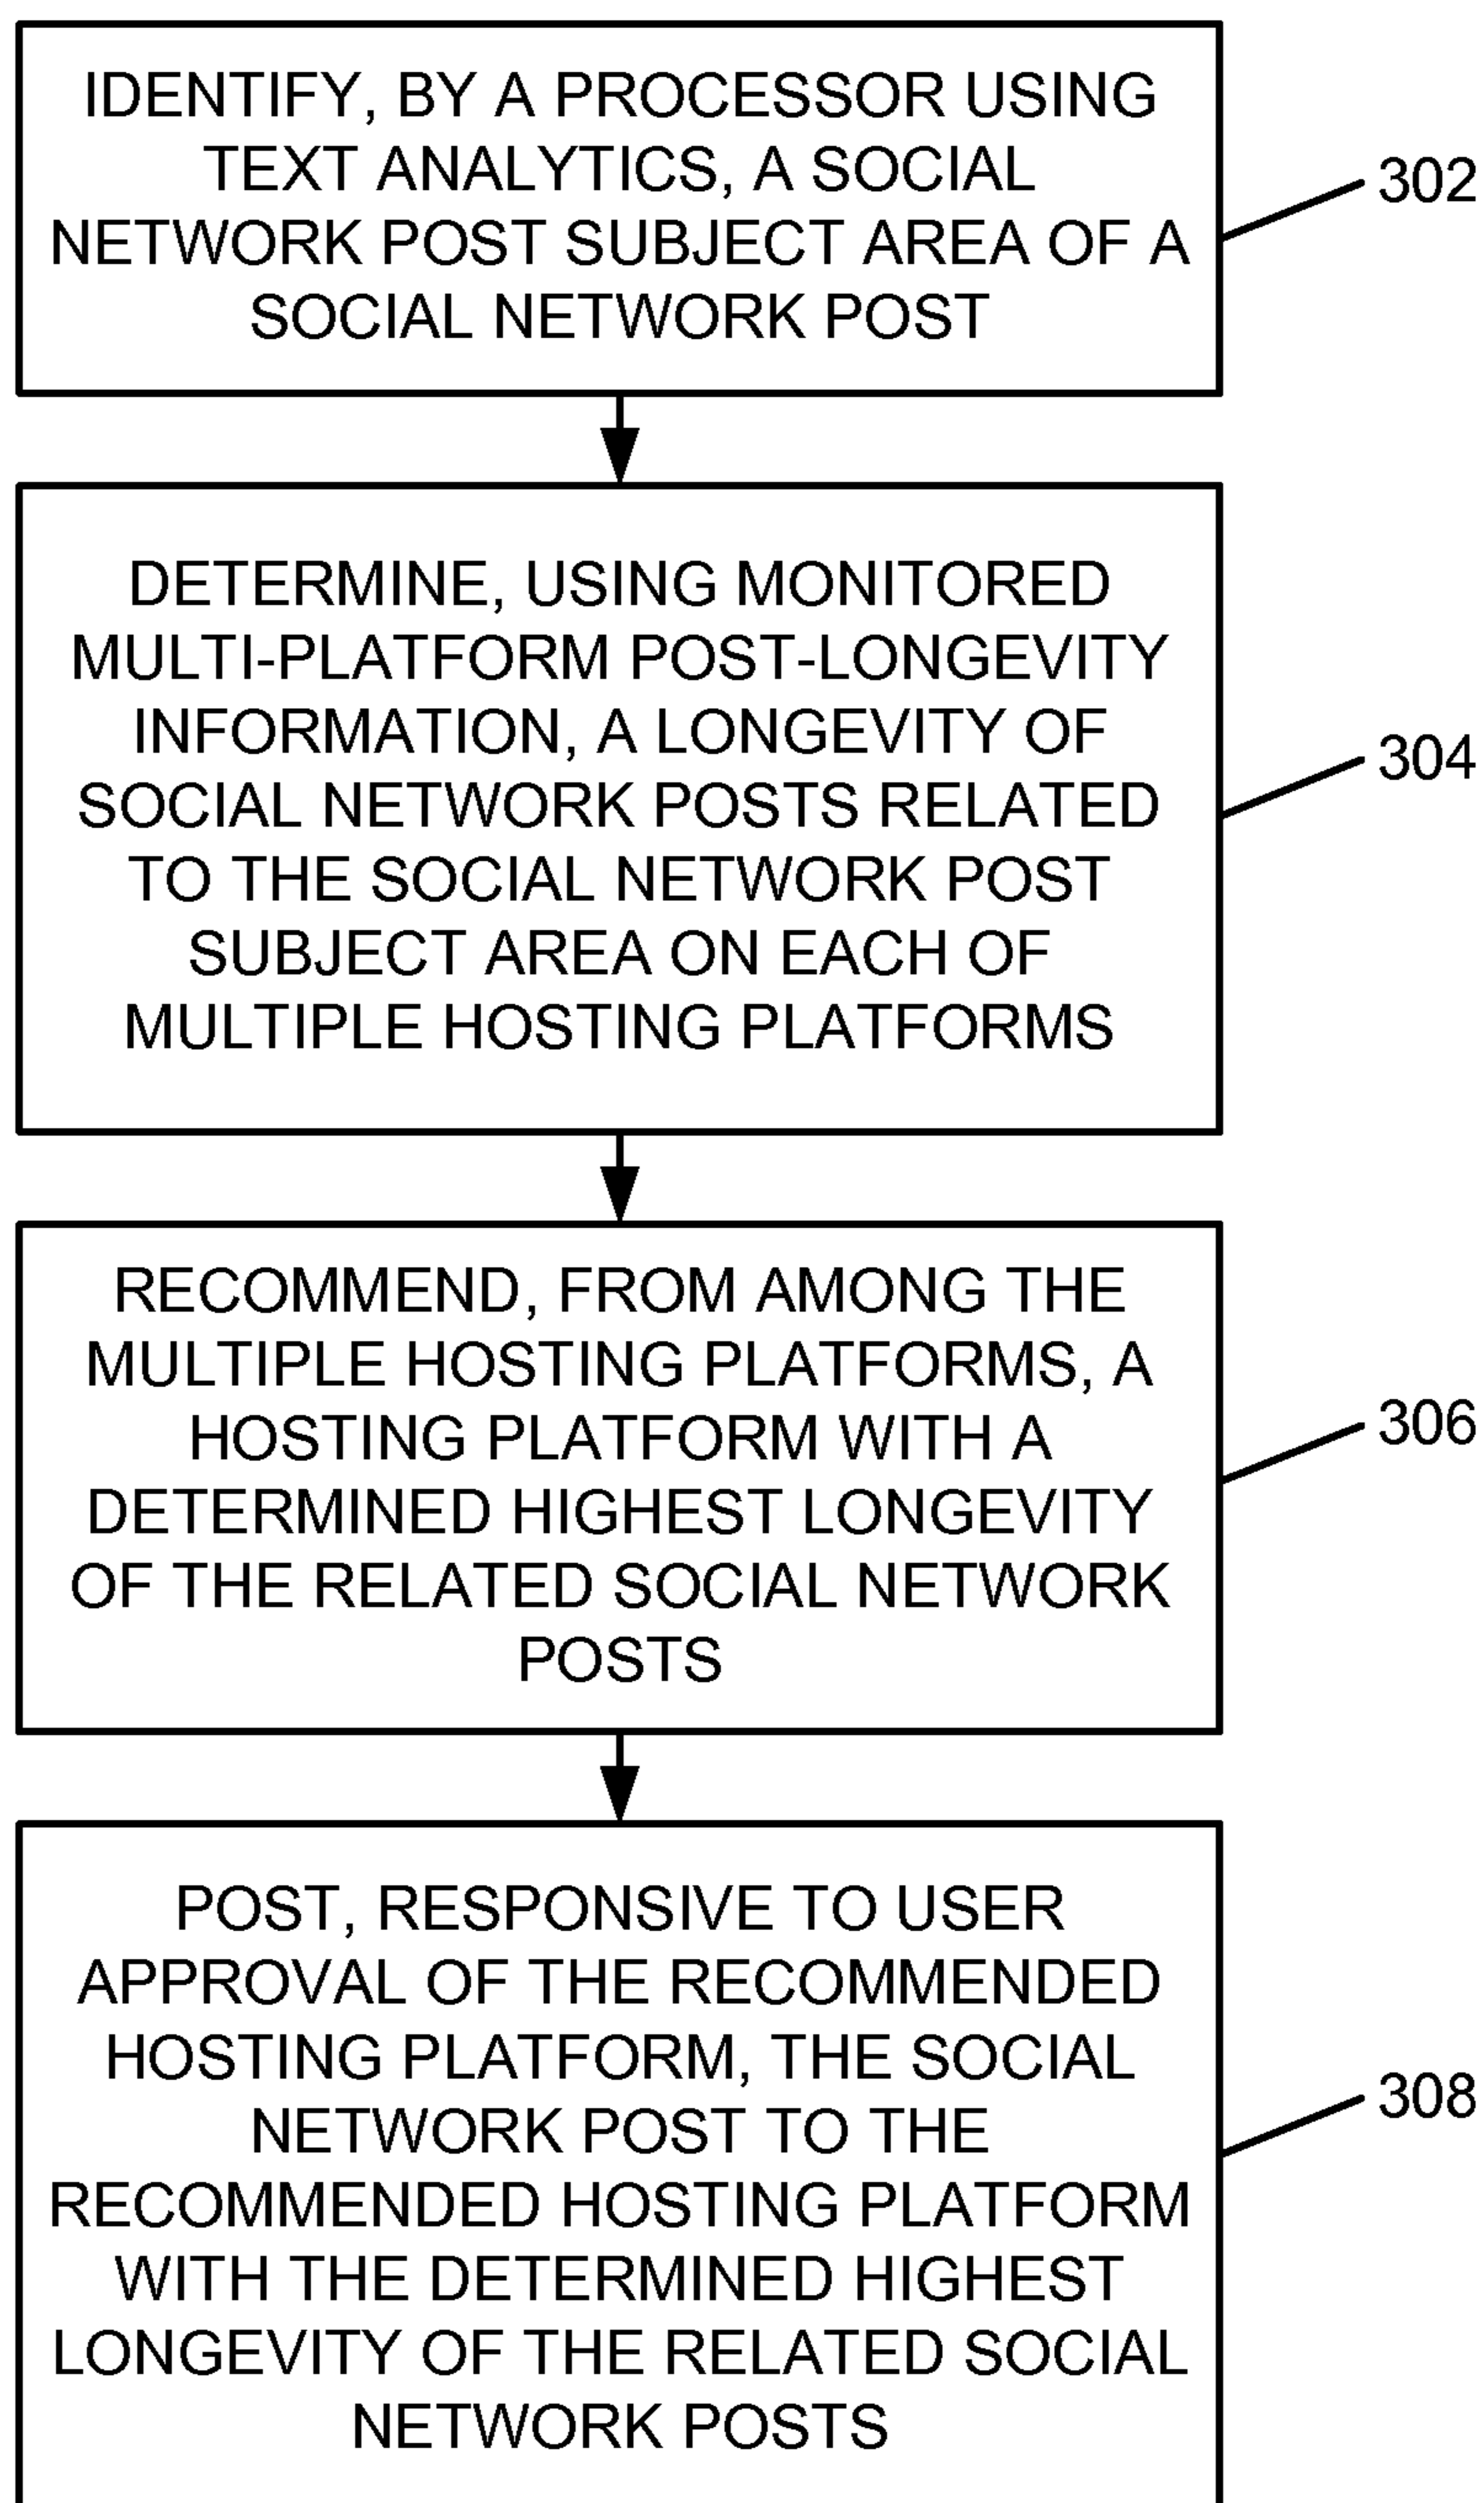 IDENTIFY, BY A PROCESSOR USING
TEXT ANALYTICS, A SOCIAL
NETWORK POST SUBJECT AREA OF A
SOCIAL NETWORK POST
302
DETERMINE, USING MONITORED
MULTI-PLATFORM POST-LONGEVITY
INFORMATION, A LONGEVITY OF
SOCIAL NETWORK POSTS RELATED
TO THE SOCIAL NETWORK POST
SUBJECT AREA ON EACH OF
MULTIPLE HOSTING PLATFORMS
304
RECOMMEND, FROM AMONG THE
MULTIPLE HOSTING PLATFORMS, A
HOSTING PLATFORM WITH A
DETERMINED HIGHEST LONGEVITY
OF THE RELATED SOCIAL NETWORK
POSTS
306
POST, RESPONSIVE TO USER
APPROVAL OF THE RECOMMENDED
HOSTING PLATFORM, THE SOCIAL
NETWORK POST TO THE
RECOMMENDED HOSTING PLATFORM
WITH THE DETERMINED HIGHEST
LONGEVITY OF THE RELATED SOCIAL
NETWORK POSTS
308